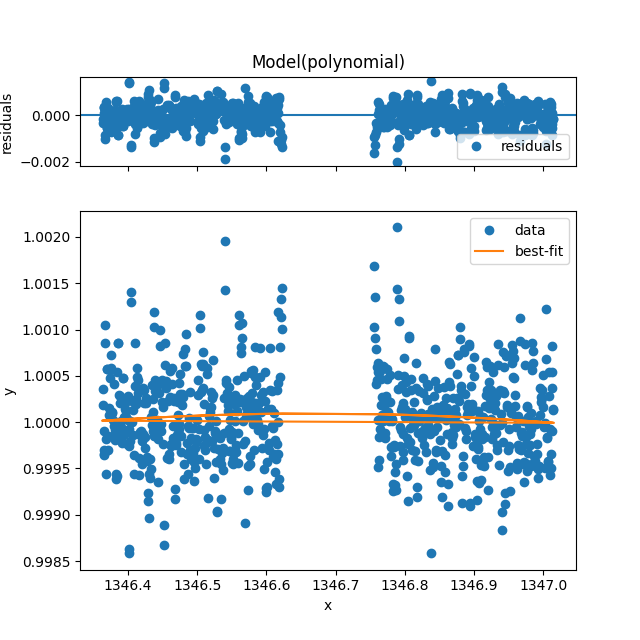 Model(polynomial)
residuals
0.000
−0.002
residuals
y
1.0020
1.0015
1.0010
1.0005
1.0000
0.9995
0.9990
0.9985
data
best-fit
1346.4 1346.5 1346.6 1346.7 1346.8 1346.9 1347.0
x